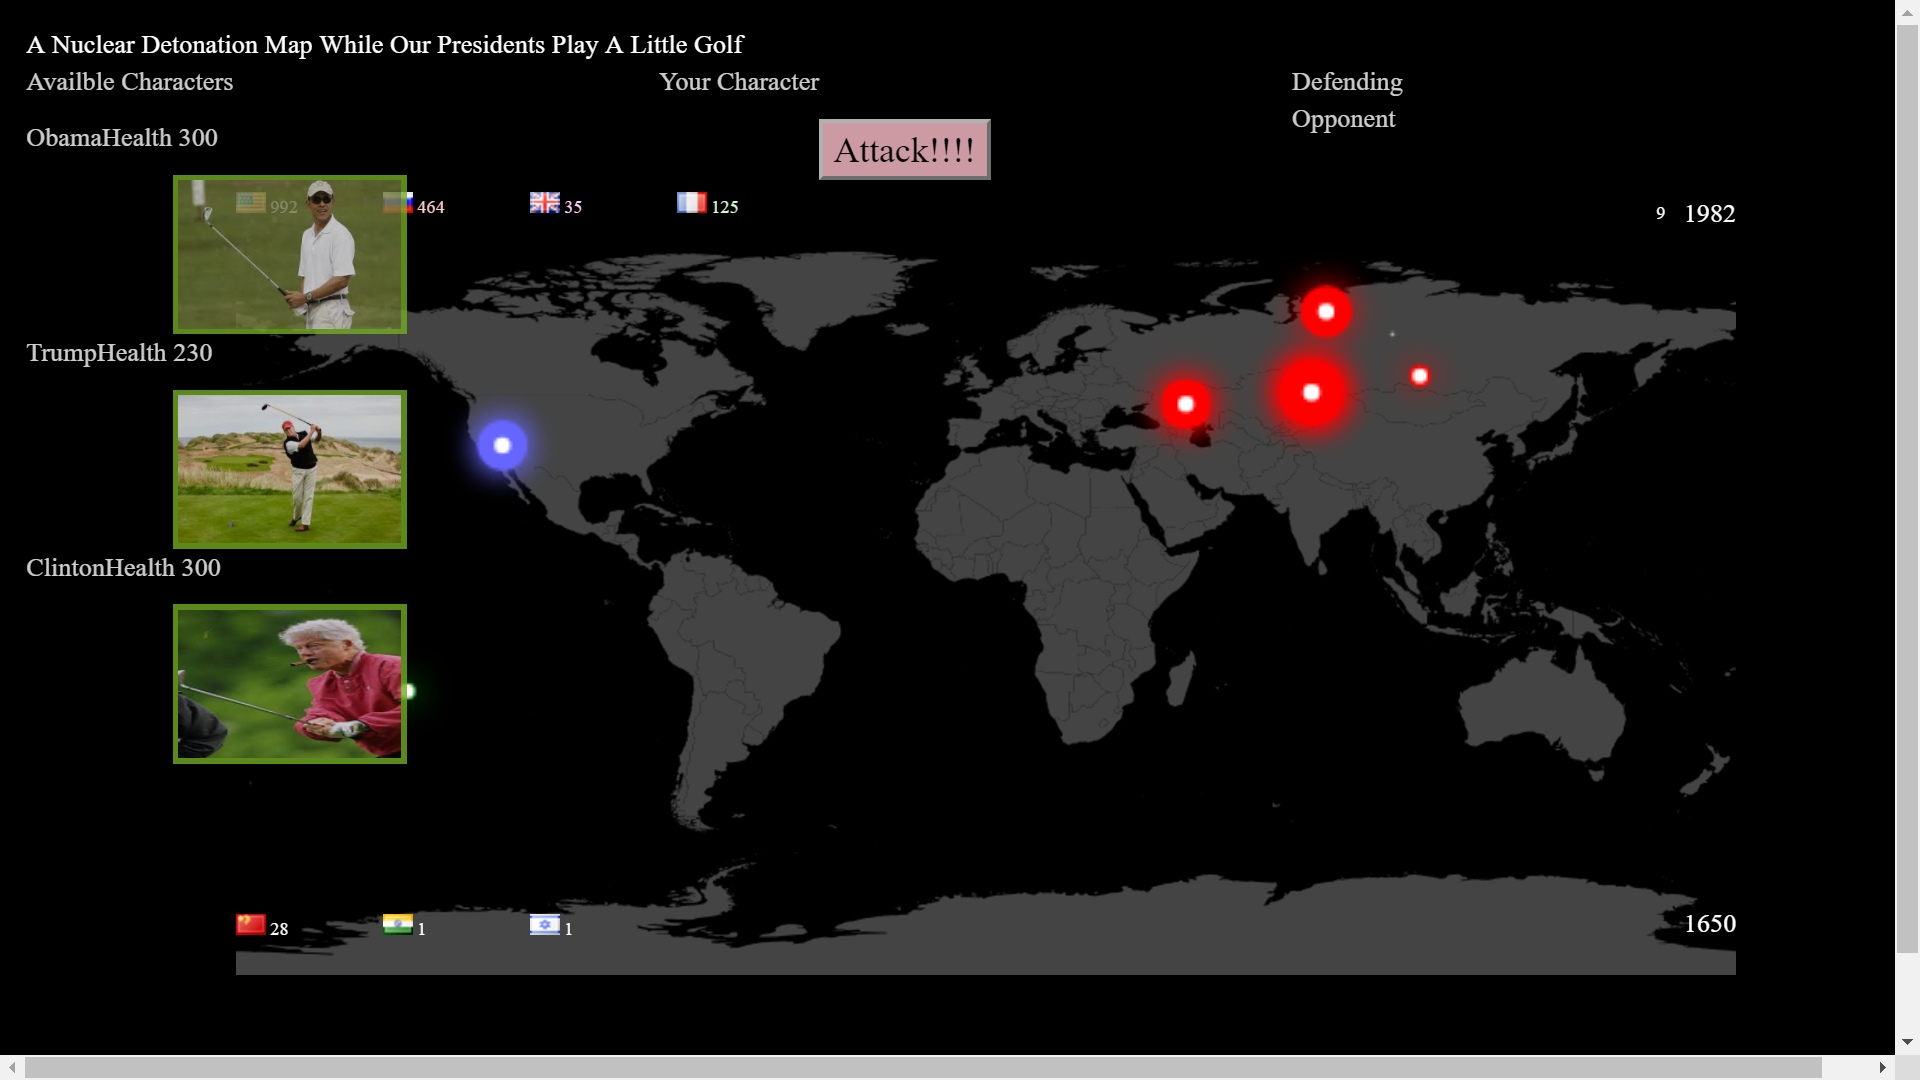 A Nuclear Detonation Map While Our Presidents Play A Little Golf
Availble Characters
Your Character
Defending
Opponent
ObamaHealth 300
Attack!!!!
992
464
35
125
9 1982
TrumpHealth 230
ClintonHealth 300
28
1
1
1650